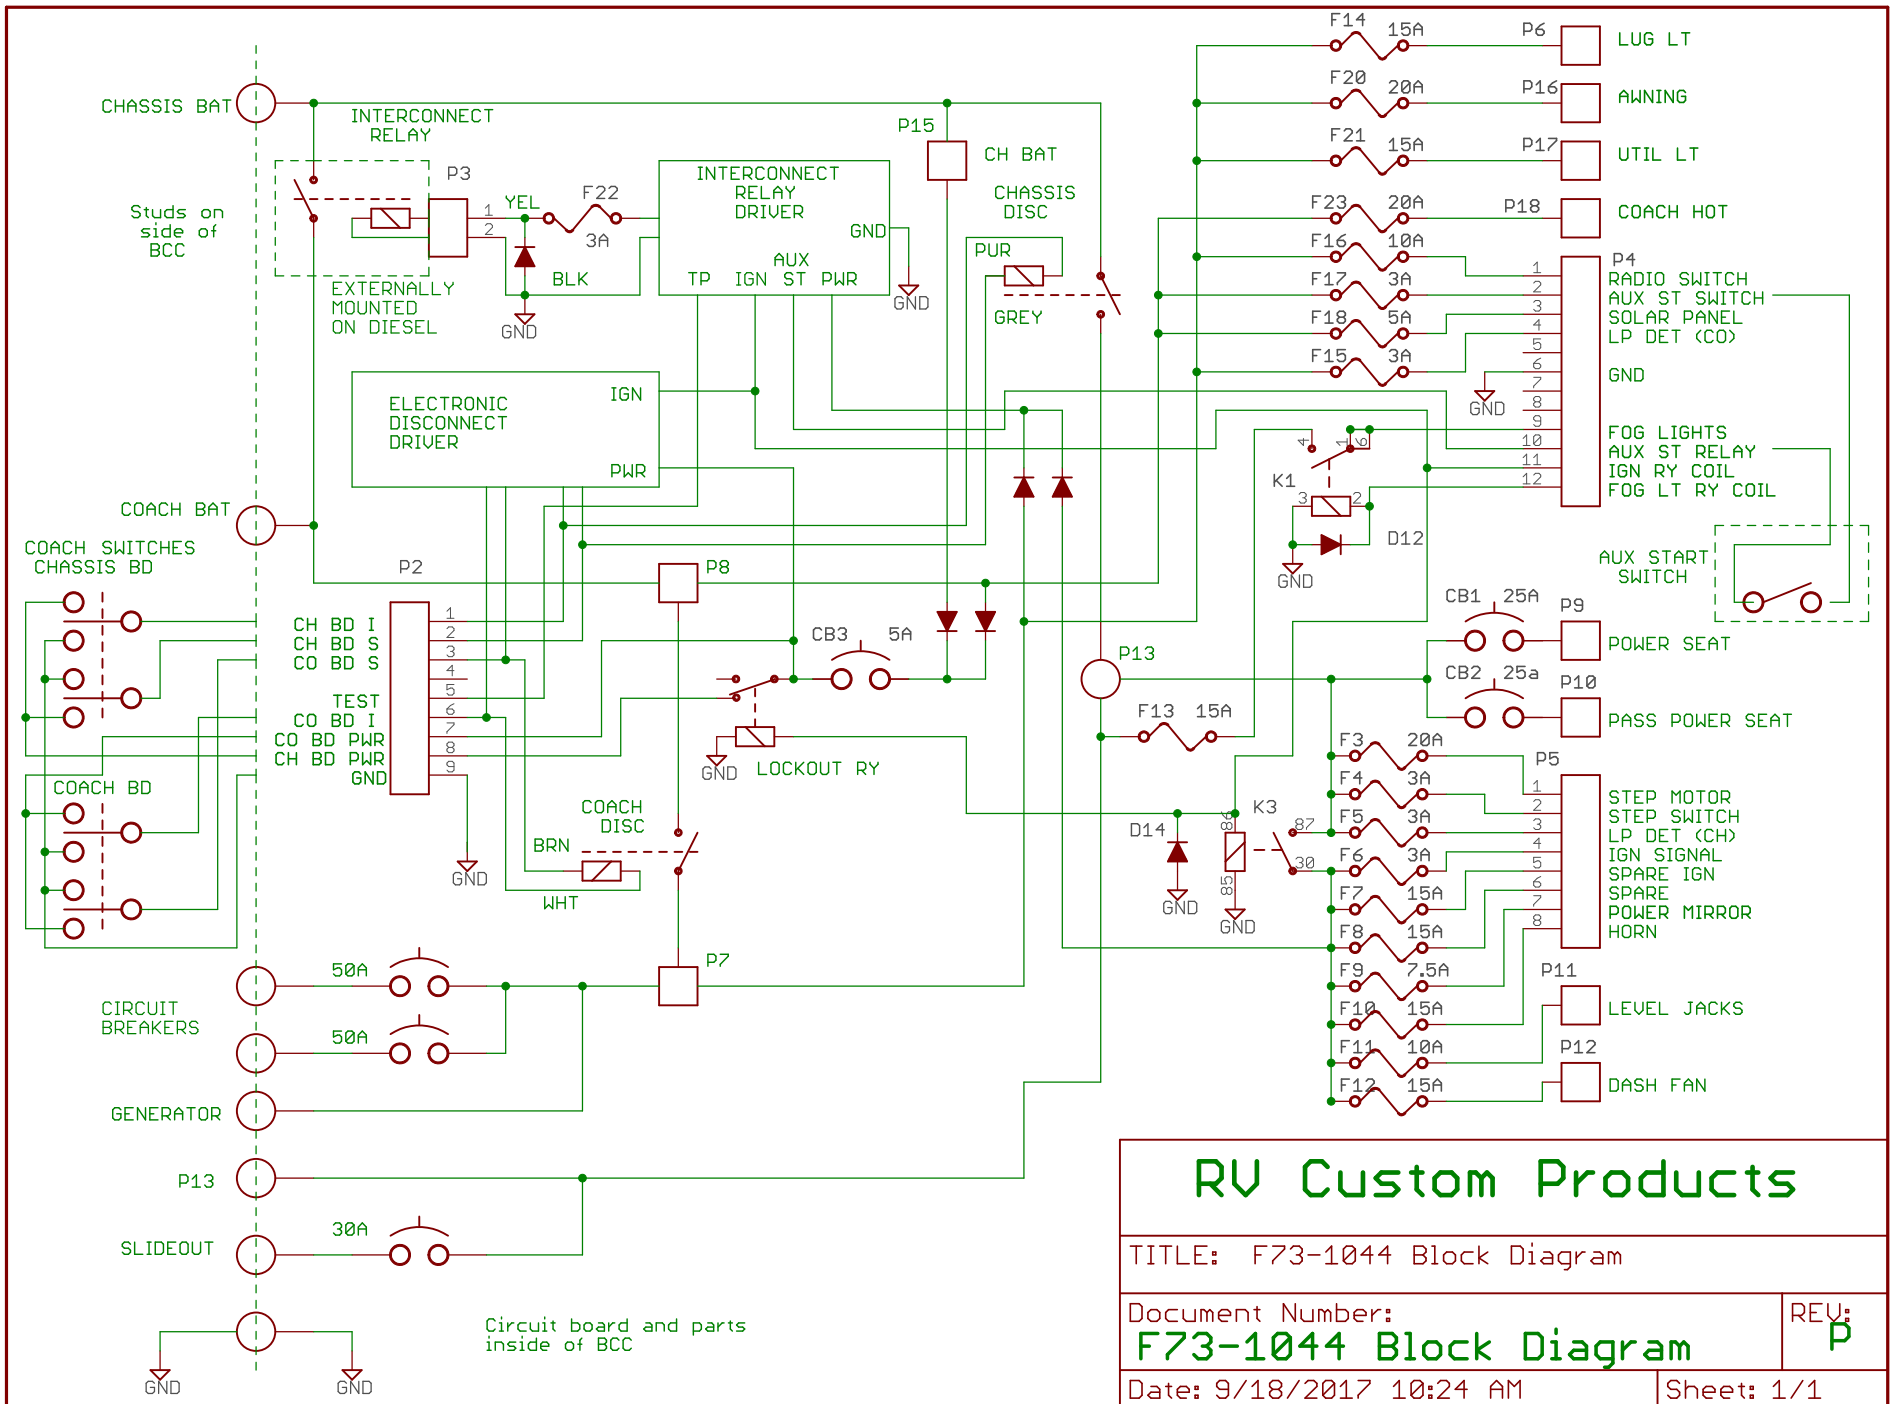 CHASSIS BAT
INTERCONNECT
RELAY
P3
YEL
1
2
F22
3A
BLK
GND
EXTERNALLY
MOUNTED
ON DIESEL
Studs on
side of
BCC
INTERCONNECT
RELAY
DRIVER
GND
AUX
TP IGN ST PWR
GND
P15
CH BAT
CHASSIS
DISC
PUR
GREY
F14 15A P6 LUG LT
F20 20A P16 AWNING
F21 15A P17 UTIL LT
F23 20A P18 COACH HOT
F16 10A
F17 3A
F18 5A
F15 3A
P4
1 RADIO SWITCH
2 AUX ST SWITCH
3 SOLAR PANEL
4 LP DET (CO)
5
6 GND
7
8
9 FOG LIGHTS
10 AUX ST RELAY
11 IGN RY COIL
12 FOG LT RY COIL
GND
4 1 6
K1
3 2
D12
GND
AUX START
SWITCH
ELECTRONIC
DISCONNECT
DRIVER
IGN
PWR
COACH BAT
COACH SWITCHES
CHASSIS BD
P2
CH BD I 1
CH BD S 2
CO BD S 3
4
TEST 5
CO BD I 6
CO BD PWR 7
CH BD PWR 8
GND 9
COACH BD
GND
P8
CB3 5A
GND
LOCKOUT RY
COACH
DISC
BRN
WHT
P7
P13
F13 15A
CB1 25A P9
POWER SEAT
CB2 25a P10
PASS POWER SEAT
D14
GND
K3
86
87
30
85
GND
F3 20A
F4 3A
F5 3A
F6 3A
F7 15A
F8 15A
F9 7.5A
F10 15A
F11 10A
F12 15A
P5
1 STEP MOTOR
2 STEP SWITCH
3 LP DET (CH)
4 IGN SIGNAL
5 SPARE IGN
6 SPARE
7 POWER MIRROR
8 HORN
P11
LEVEL JACKS
P12
DASH FAN
50A
CIRCUIT
BREAKERS
50A
GENERATOR
P13
30A
SLIDEOUT
GND
GND
Circuit board and parts
inside of BCC
RV Custom Products
TITLE: F73-1044 Block Diagram
Document Number:
F73-1044 Block Diagram
REV:
P
Date: 9/18/2017 10:24 AM
Sheet: 1/1